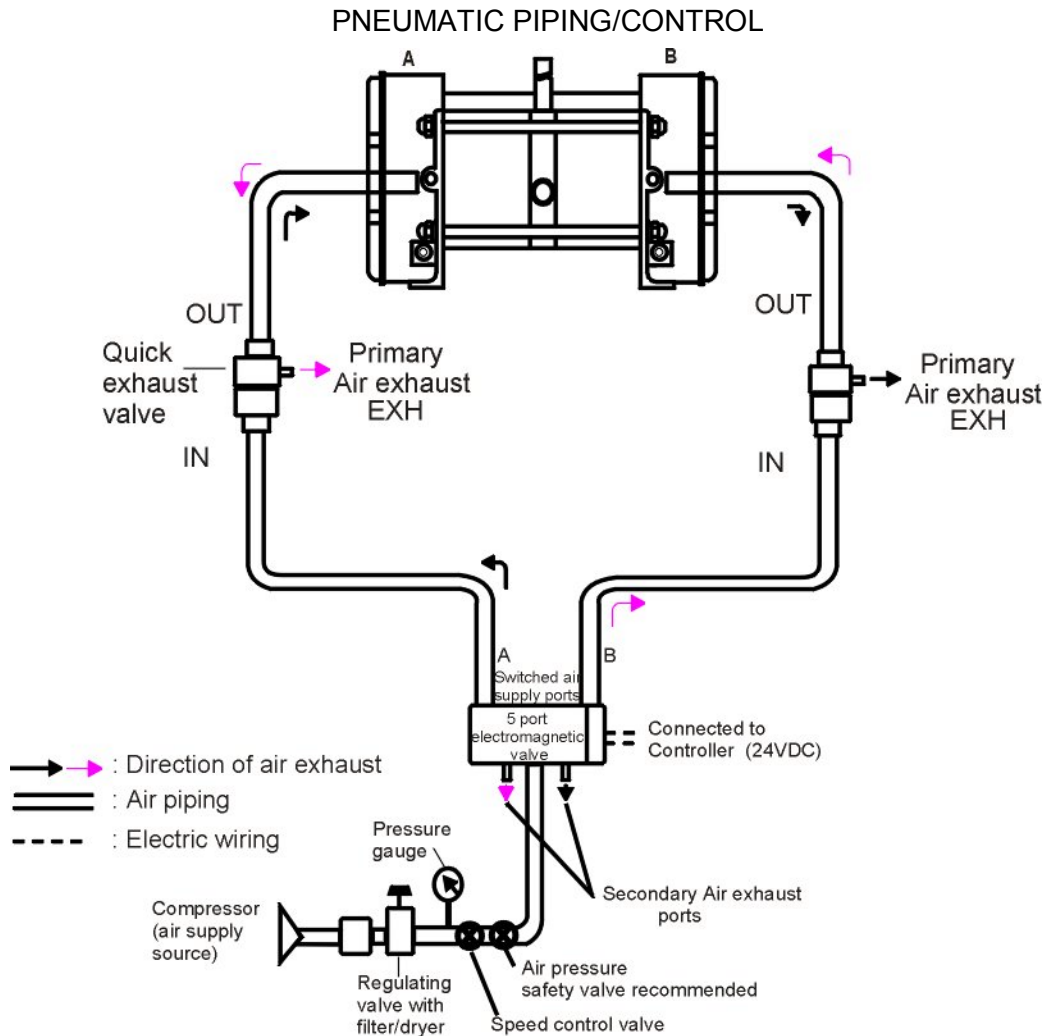 PNEUMATIC PIPING/CONTROL
A
B
OUT
OUT
Quick
exhaust
valve
Primary
Air exhaust
EXH
Primary
Air exhaust
EXH
IN
IN
A
B
Switched air
supply ports
5 port
electromagnetic
valve
Connected to
Controller (24VDC)
: Direction of air exhaust
: Air piping
: Electric wiring
Pressure
gauge
Secondary Air exhaust
ports
Compressor
(air supply
source)
Air pressure
safety valve recommended
Regulating
valve with
filter/dryer
Speed control valve